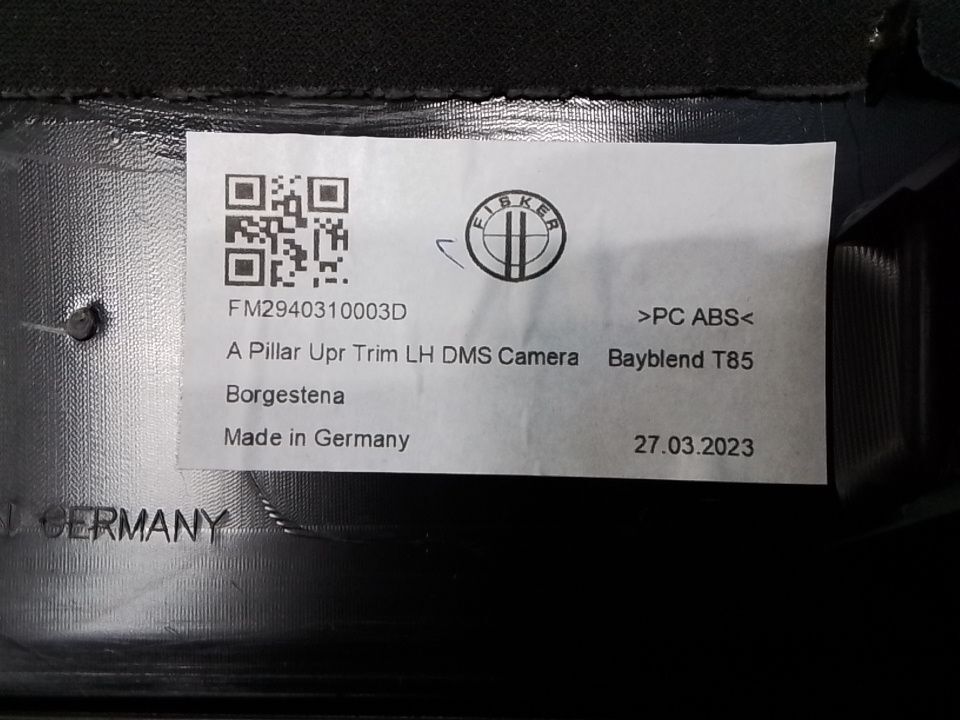 FISKER
FM2940310003D
>PC ABS<
A Pillar Upr Trim LH DMS Camera Bayblend T85
Borgestena
Made in Germany 27.03.2023
GERMANY